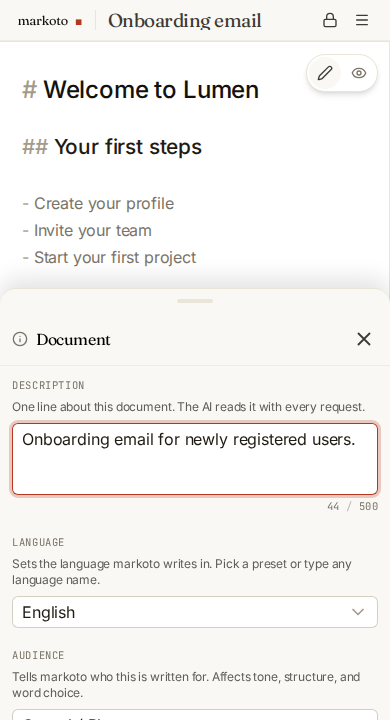 markoto
Onboarding email
# Welcome to Lumen
## Your first steps
- Create your profile
- Invite your team
- Start your first project
Document
DESCRIPTION
One line about this document. The AI reads it with every request.
Onboarding email for newly registered users.
44 / 500
LANGUAGE
Sets the language markoto writes in. Pick a preset or type any
language name.
English
AUDIENCE
Tells markoto who this is written for. Affects tone, structure, and
word choice.